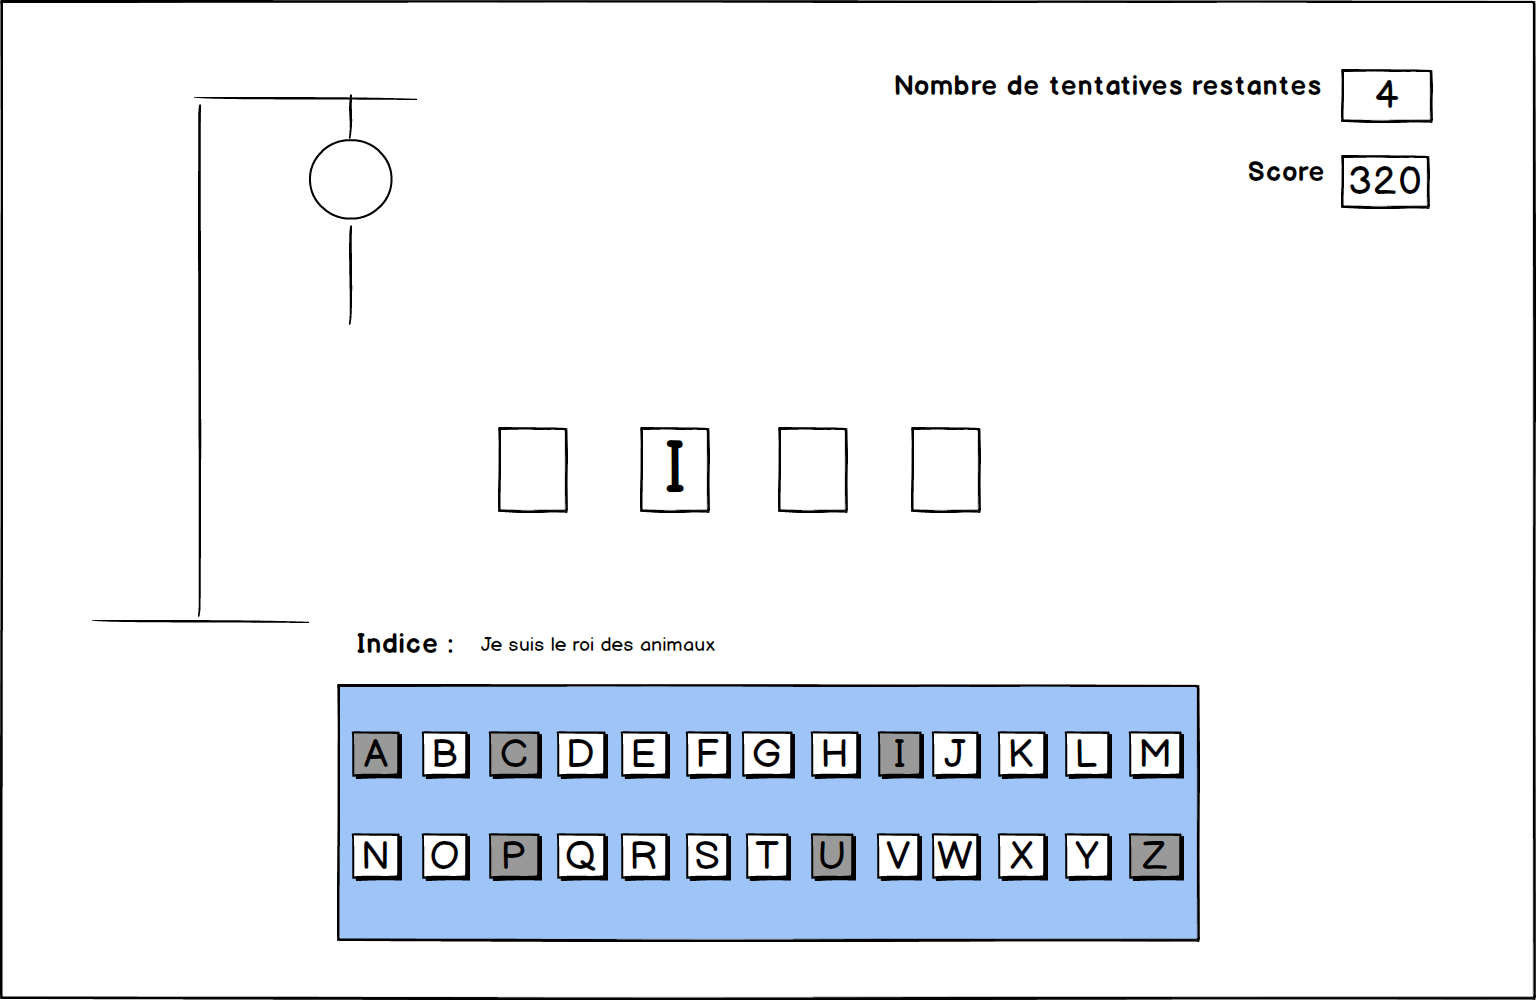 Nombre de tentatives restantes 4
Score 320
I
Indice : Je suis le roi des animaux
A B C D E F G H I J K L M
N O P Q R S T U V W X Y Z